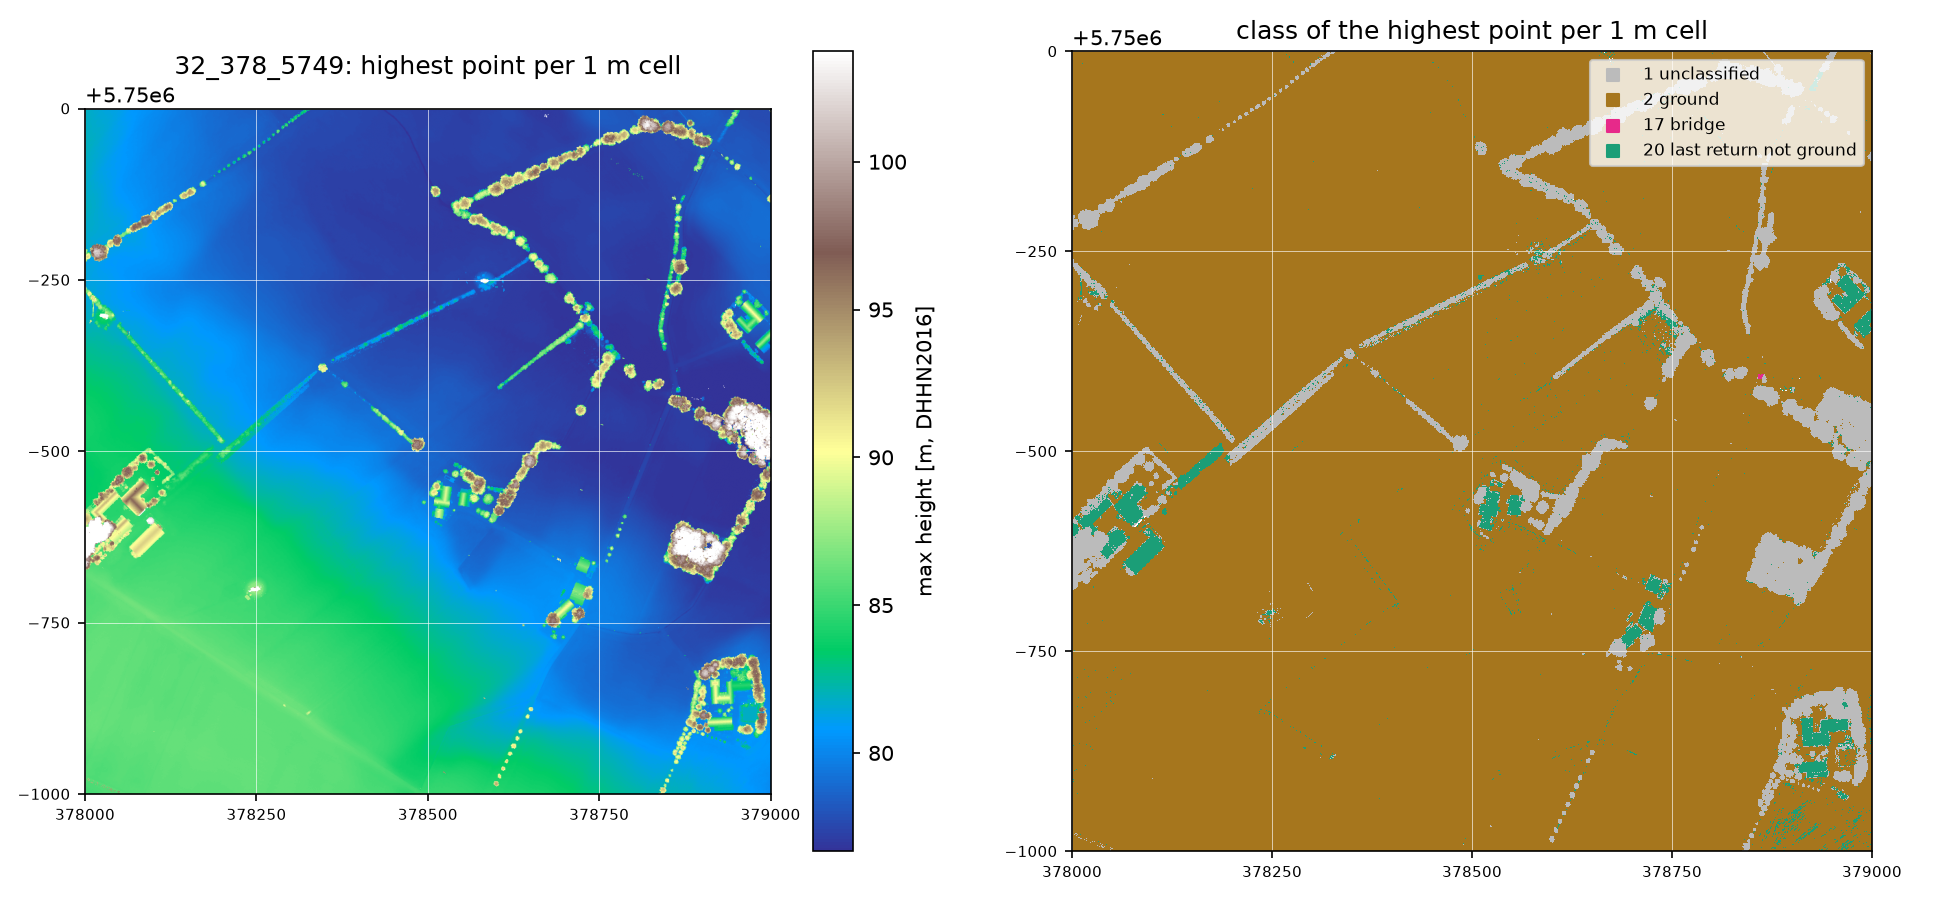 32_378_5749: highest point per 1 m cell
+5.75e6
0
−250
−500
−750
−1000
378000
378250
378500
378750
379000
100
95
90
85
80
max height [m, DHHN2016]
class of the highest point per 1 m cell
+5.75e6
1 unclassified
2 ground
17 bridge
20 last return not ground
0
−250
−500
−750
−1000
378000
378250
378500
378750
379000